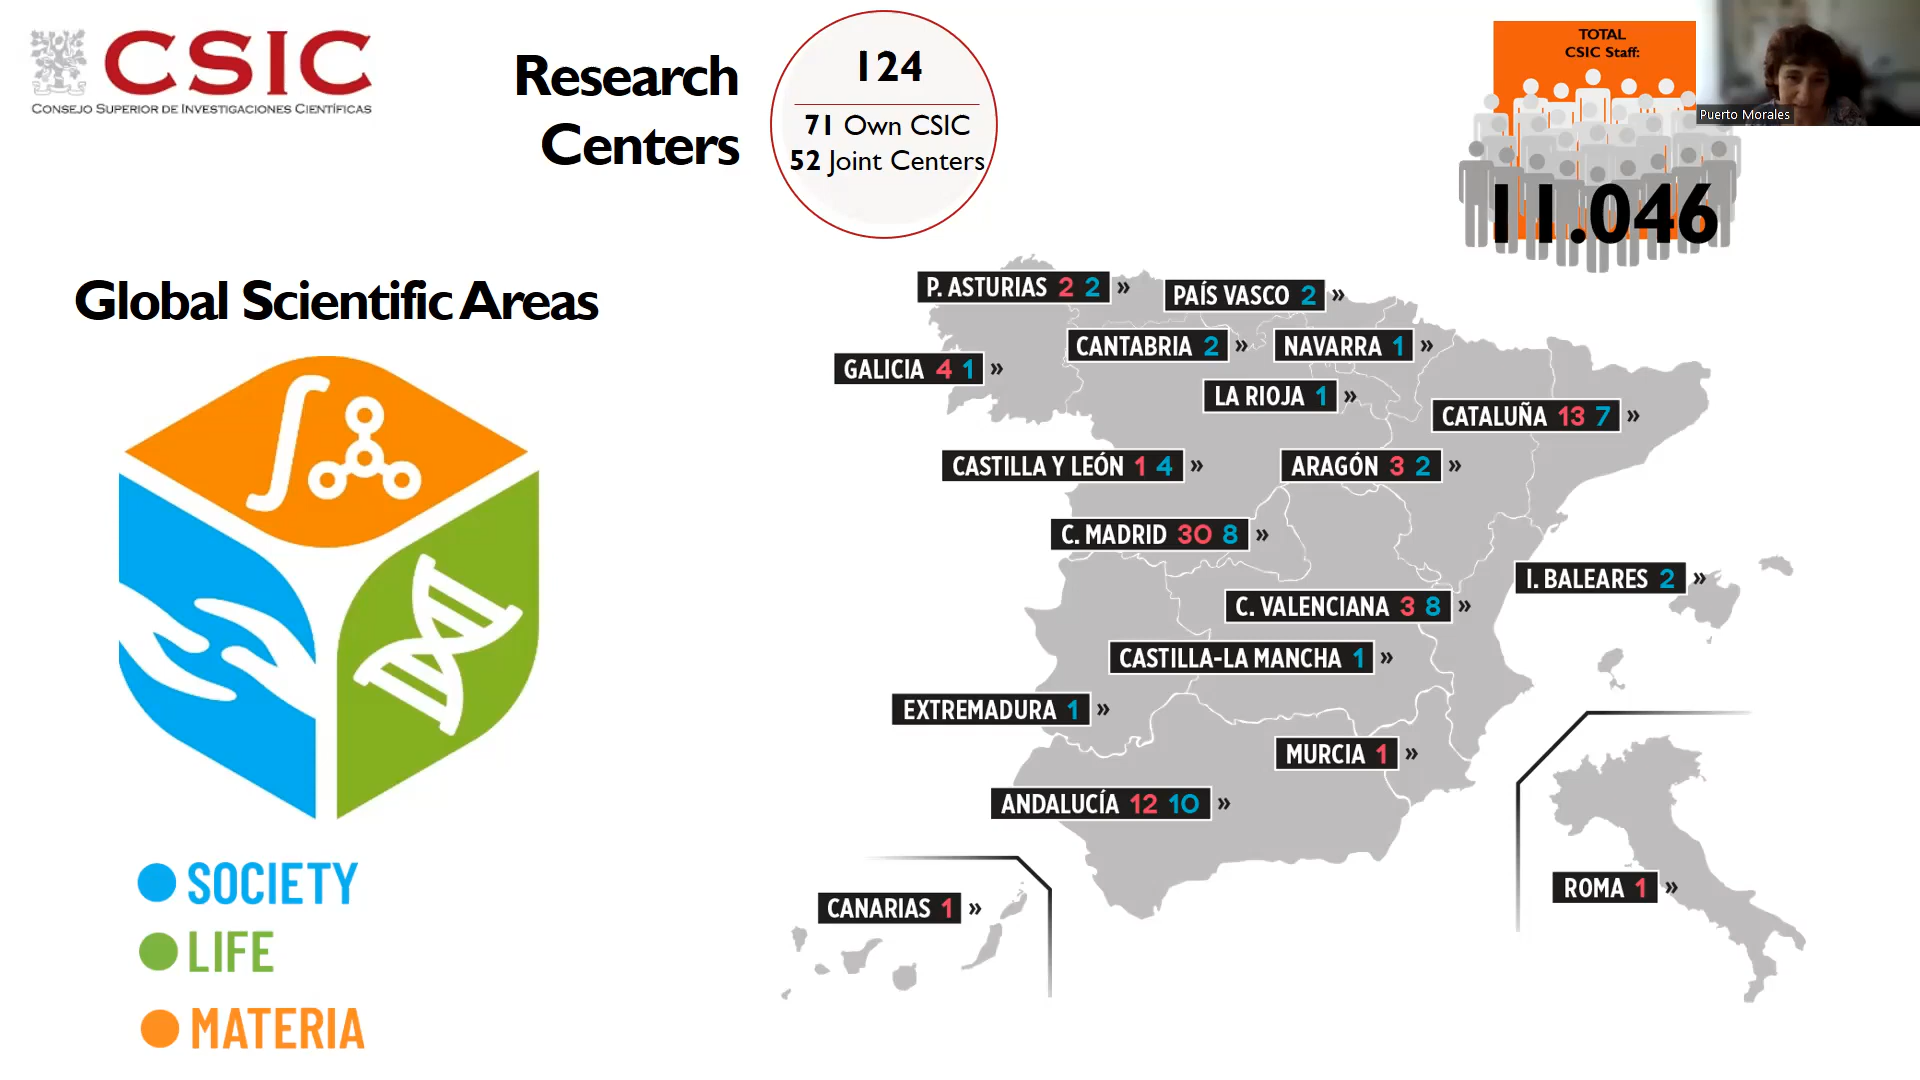 CSIC
CONSEJO SUPERIOR DE INVESTIGACIONES CIENTÍFICAS
Research
Centers
124
71 Own CSIC
52 Joint Centers
TOTAL
CSIC Staff:
11.046
Puerto Morales
Global Scientific Areas
SOCIETY
LIFE
MATERIA
P. ASTURIAS 2 2 »
PAÍS VASCO 2 »
CANTABRIA 2 »
NAVARRA 1 »
GALICIA 4 1 »
LA RIOJA 1 »
CATALUÑA 13 7 »
CASTILLA Y LEÓN 1 4 »
ARAGÓN 3 2 »
C. MADRID 30 8 »
I. BALEARES 2 »
C. VALENCIANA 3 8 »
CASTILLA-LA MANCHA 1 »
EXTREMADURA 1 »
MURCIA 1 »
ANDALUCÍA 12 10 »
CANARIAS 1 »
ROMA 1 »